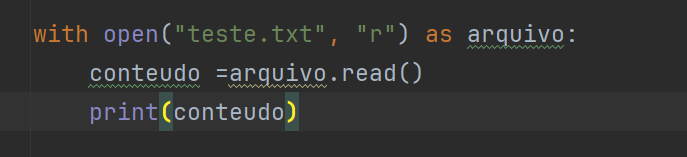 with open("teste.txt", "r") as arquivo:
    conteudo =arquivo.read()
    print(conteudo)